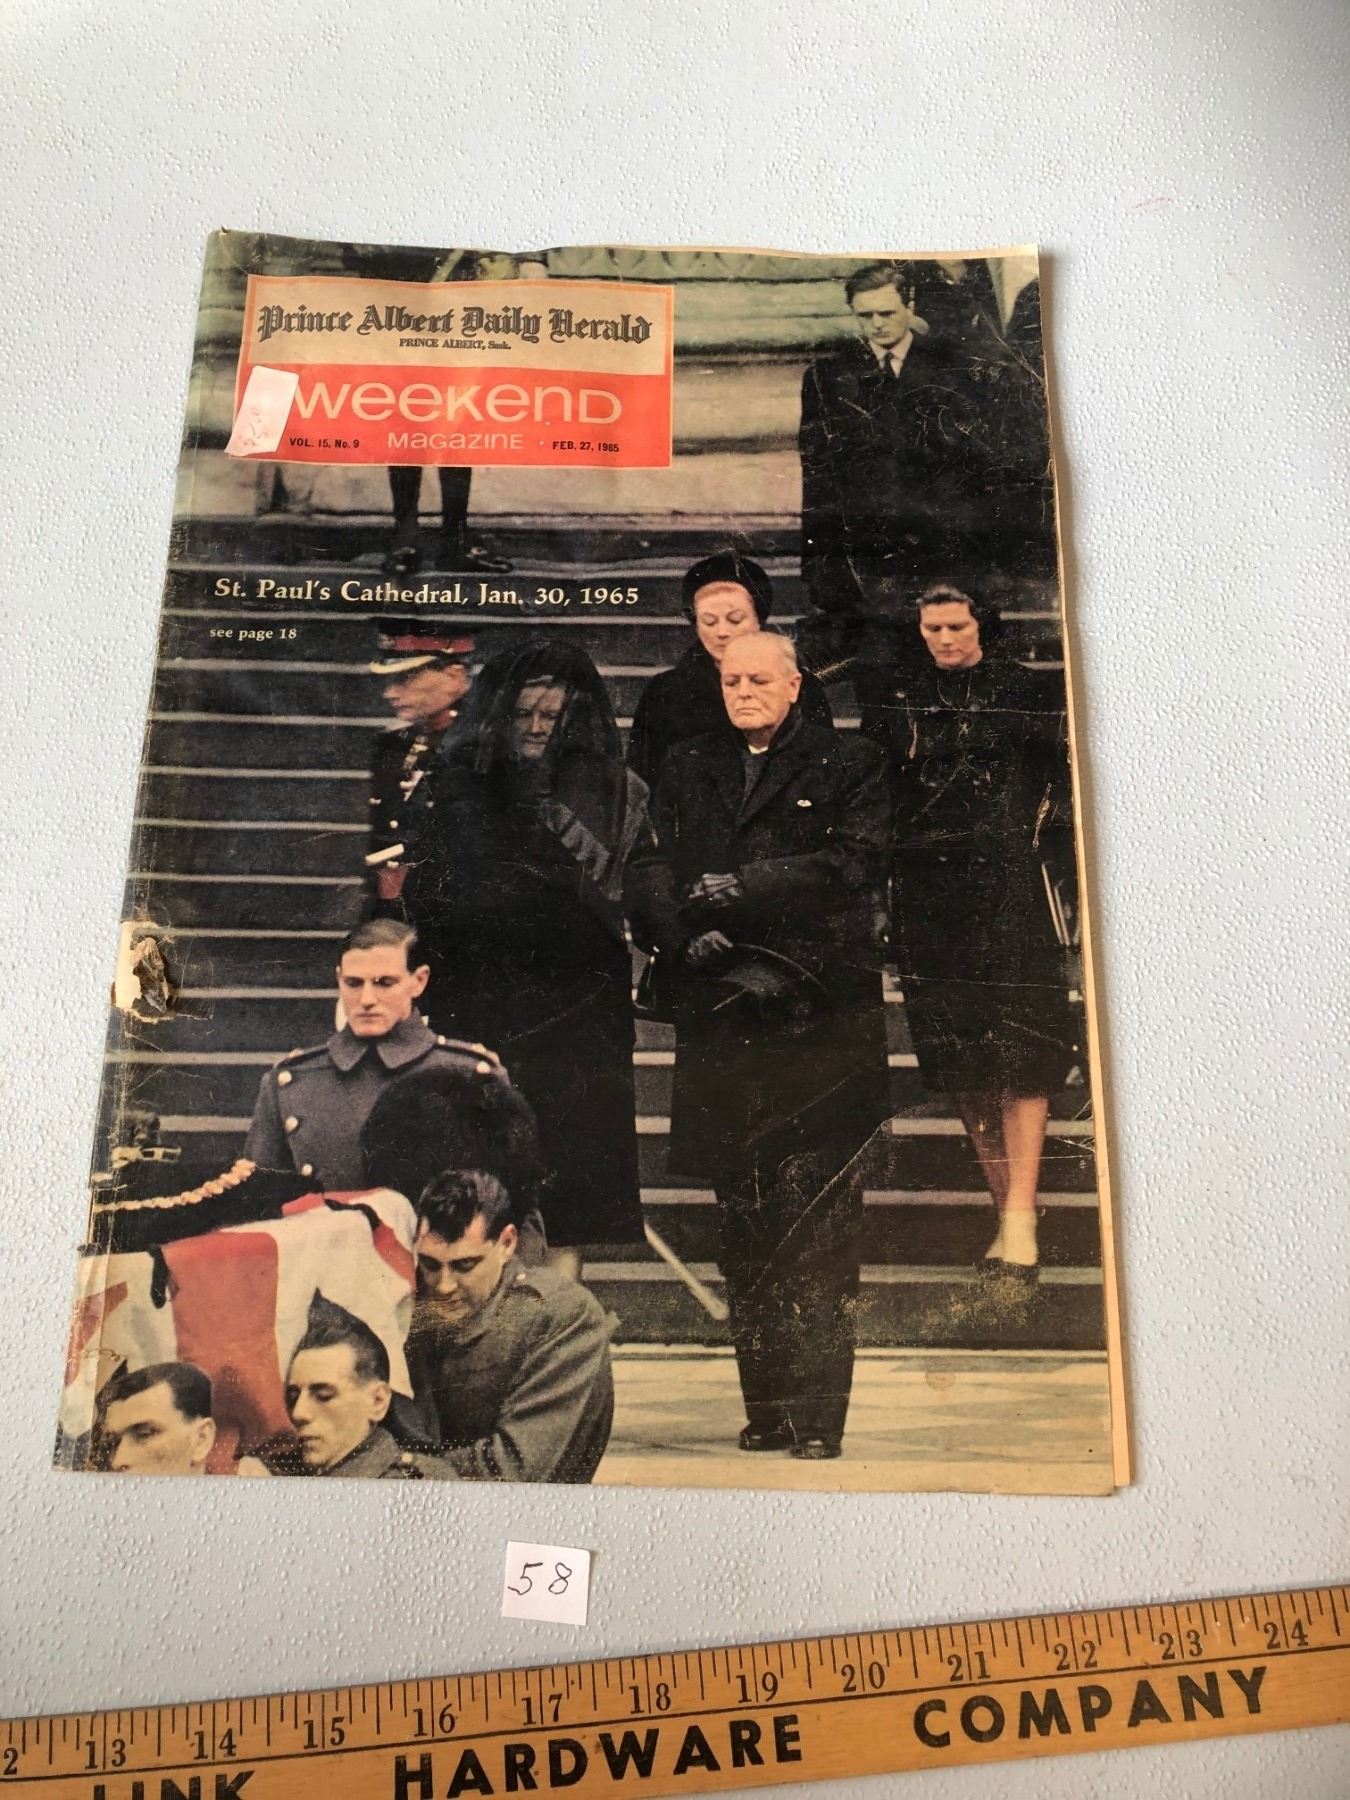 Prince Albert Daily Herald
PRINCE ALBERT, Sask.
WEEKEND
MAGAZINE
VOL. 15, No. 9
FEB. 27, 1965
St. Paul's Cathedral, Jan. 30, 1965
see page 18
58
2 13 14 15 16 17 18 19 20 21 22 23 24
LINK HARDWARE COMPANY